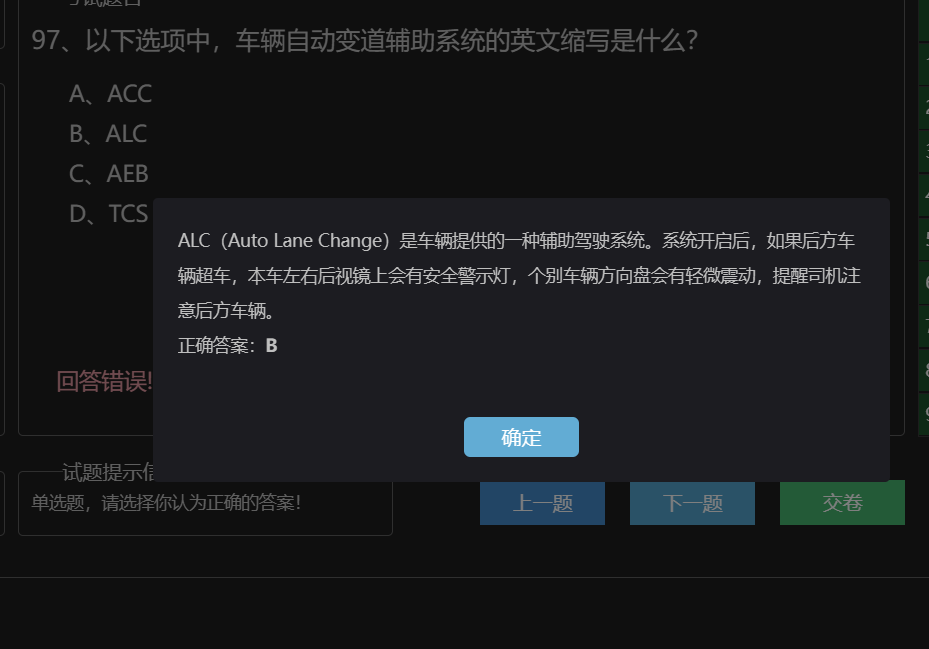 97、以下选项中，车辆自动变道辅助系统的英文缩写是什么？
A、ACC
B、ALC
C、AEB
D、TCS
ALC（Auto Lane Change）是车辆提供的一种辅助驾驶系统。系统开启后，如果后方车
辆超车，本车左右后视镜上会有安全警示灯，个别车辆方向盘会有轻微震动，提醒司机注
意后方车辆。
正确答案：B
确定
回答错误!
试题提示信
单选题，请选择你认为正确的答案!
上一题
下一题
交卷